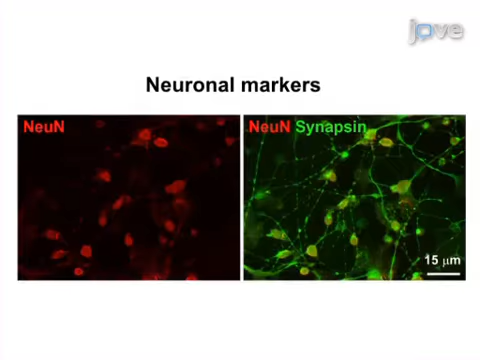 jove
Neuronal markers
NeuN
NeuN Synapsin
15 μm